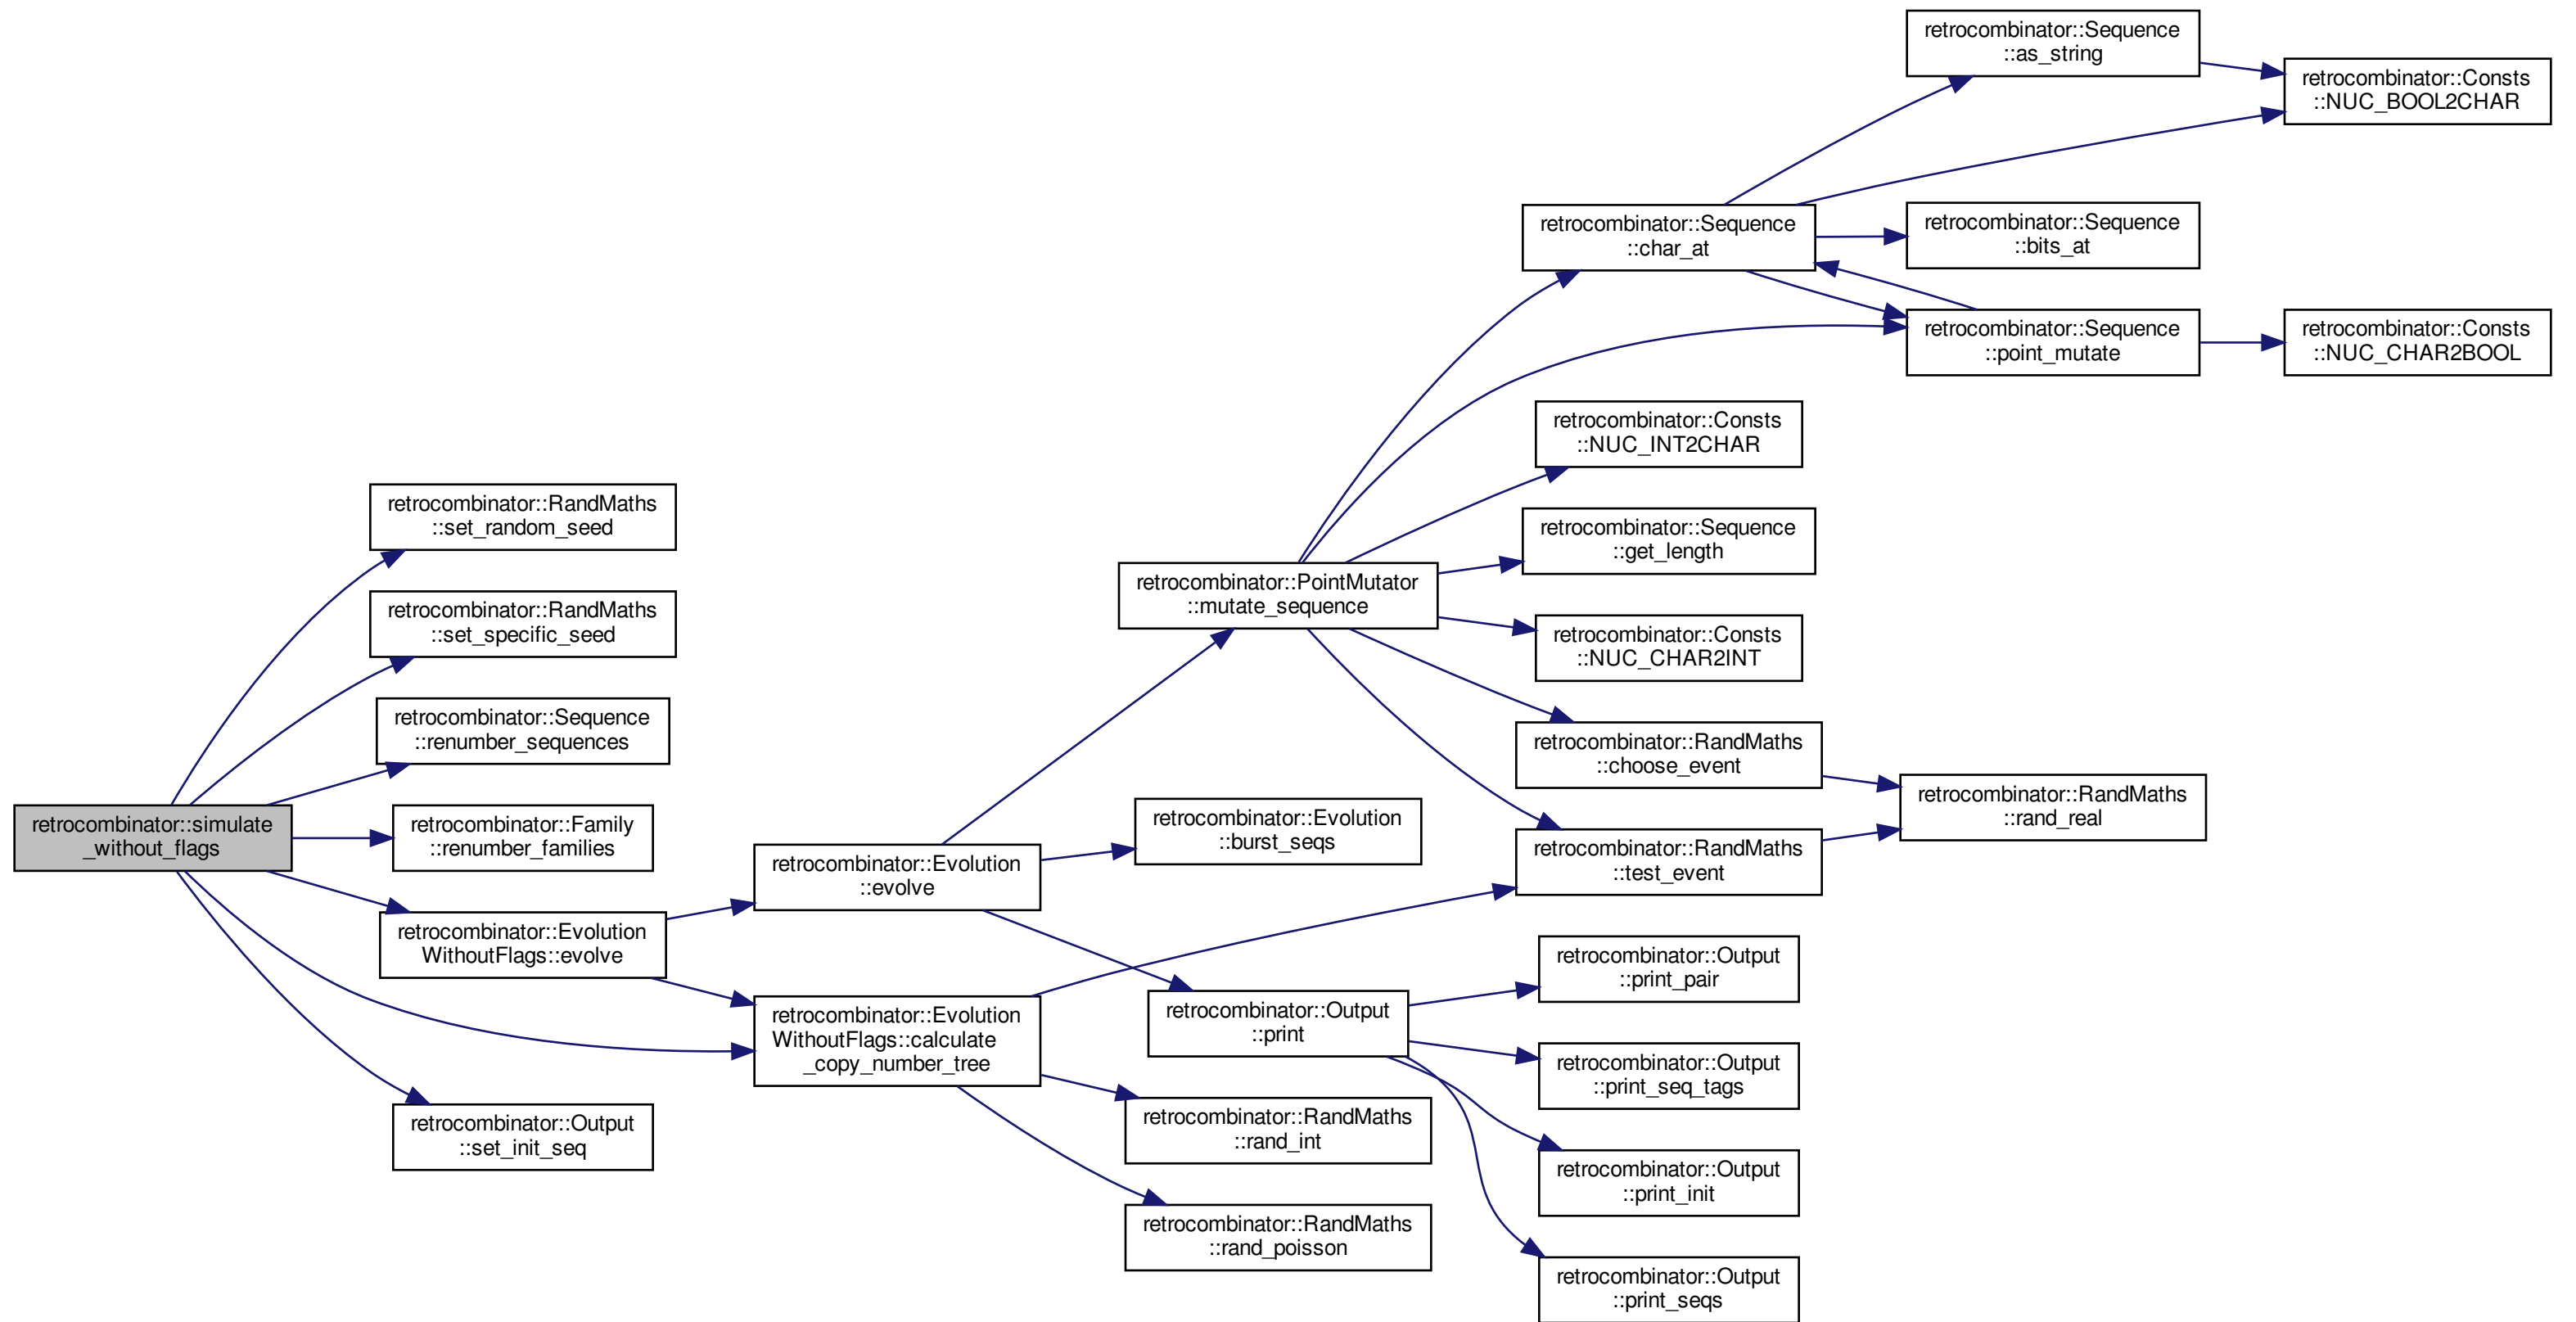 retrocombinator::simulate
_without_flags
retrocombinator::RandMaths
::set_random_seed
retrocombinator::RandMaths
::set_specific_seed
retrocombinator::Sequence
::renumber_sequences
retrocombinator::Family
::renumber_families
retrocombinator::Evolution
WithoutFlags::evolve
retrocombinator::Output
::set_init_seq
retrocombinator::Evolution
::evolve
retrocombinator::Evolution
WithoutFlags::calculate
_copy_number_tree
retrocombinator::PointMutator
::mutate_sequence
retrocombinator::Evolution
::burst_seqs
retrocombinator::Output
::print
retrocombinator::RandMaths
::rand_int
retrocombinator::RandMaths
::rand_poisson
retrocombinator::Sequence
::char_at
retrocombinator::Consts
::NUC_INT2CHAR
retrocombinator::Sequence
::get_length
retrocombinator::Consts
::NUC_CHAR2INT
retrocombinator::RandMaths
::choose_event
retrocombinator::RandMaths
::test_event
retrocombinator::Output
::print_pair
retrocombinator::Output
::print_seq_tags
retrocombinator::Output
::print_init
retrocombinator::Output
::print_seqs
retrocombinator::Sequence
::as_string
retrocombinator::Sequence
::bits_at
retrocombinator::Sequence
::point_mutate
retrocombinator::RandMaths
::rand_real
retrocombinator::Consts
::NUC_BOOL2CHAR
retrocombinator::Consts
::NUC_CHAR2BOOL